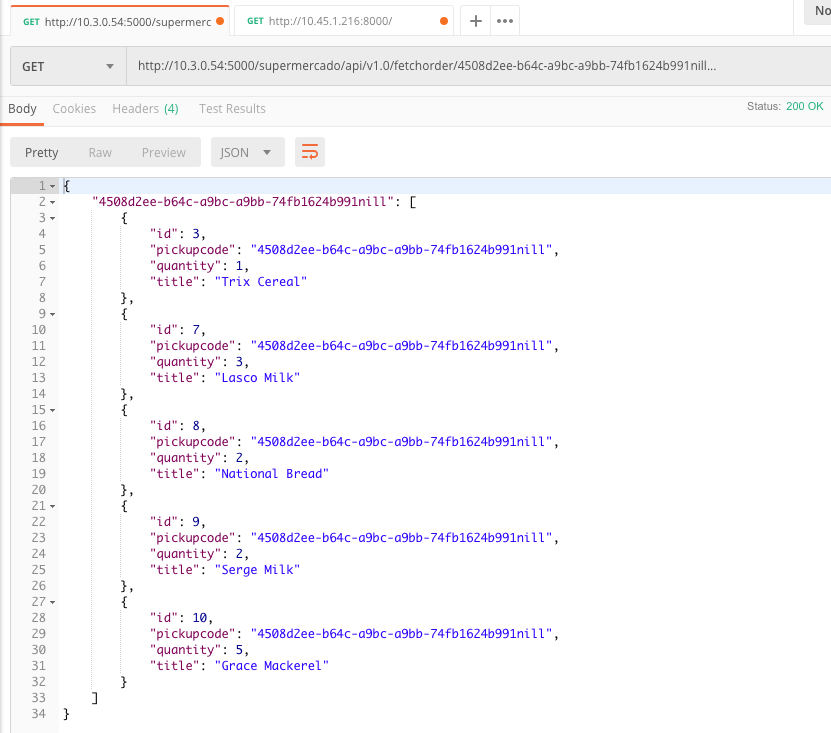 GET http://10.3.0.54:5000/supermerc GET http://10.45.1.216:8000/ + ••• No
GET http://10.3.0.54:5000/supermercado/api/v1.0/fetchorder/4508d2ee-b64c-a9bc-a9bb-74fb1624b991nill...
Body Cookies Headers (4) Test Results Status: 200 OK
Pretty Raw Preview JSON
1 {
2 "4508d2ee-b64c-a9bc-a9bb-74fb1624b991nill": [
3 {
4 "id": 3,
5 "pickupcode": "4508d2ee-b64c-a9bc-a9bb-74fb1624b991nill",
6 "quantity": 1,
7 "title": "Trix Cereal"
8 },
9 {
10 "id": 7,
11 "pickupcode": "4508d2ee-b64c-a9bc-a9bb-74fb1624b991nill",
12 "quantity": 3,
13 "title": "Lasco Milk"
14 },
15 {
16 "id": 8,
17 "pickupcode": "4508d2ee-b64c-a9bc-a9bb-74fb1624b991nill",
18 "quantity": 2,
19 "title": "National Bread"
20 },
21 {
22 "id": 9,
23 "pickupcode": "4508d2ee-b64c-a9bc-a9bb-74fb1624b991nill",
24 "quantity": 2,
25 "title": "Serge Milk"
26 },
27 {
28 "id": 10,
29 "pickupcode": "4508d2ee-b64c-a9bc-a9bb-74fb1624b991nill",
30 "quantity": 5,
31 "title": "Grace Mackerel"
32 }
33 ]
34 }